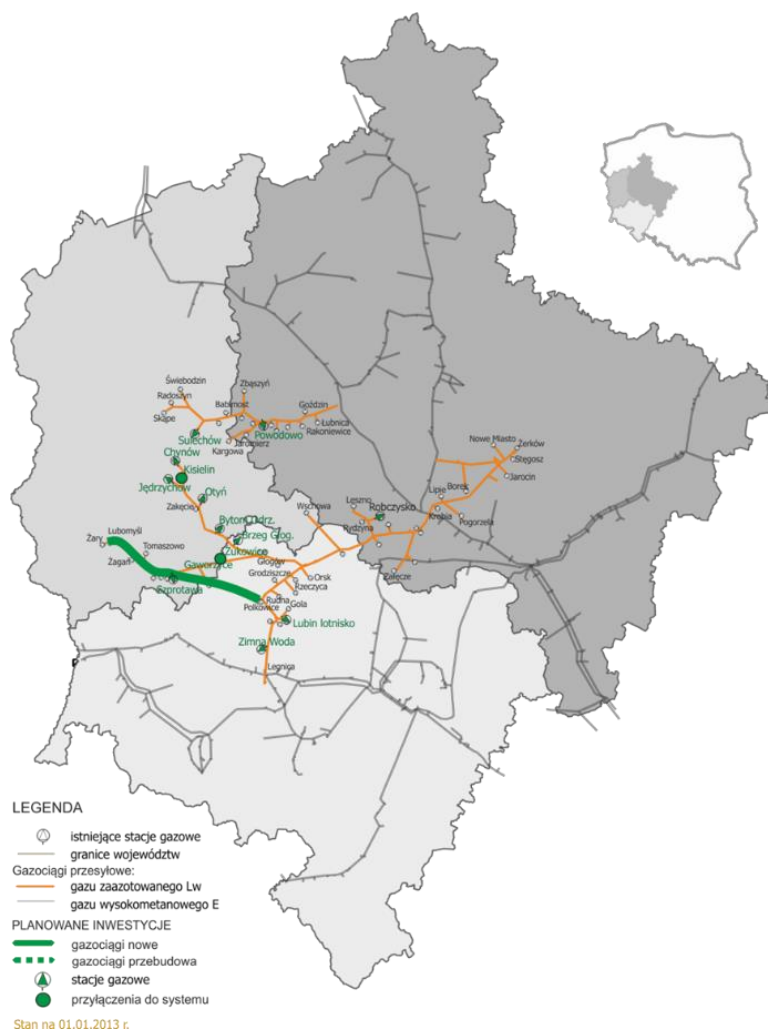 Świebodzin
Zbąszyń
Radoszyn
Skąpe
Babimost
Goździn
Łubnica
Sulechów
Powodowo
Rakoniewice
Jaromierz
Kargowa
Chynów
Kisielin
Nowe Miasto
Żerków
Stęgosz
Jarocin
Jędrzychów
Otyń
Borek
Lipie
Leszno
Zakęcie
Wschowa
Robczysko
Krobia
Pogorzela
Rydzyna
Bytom Odrz.
Brzeg Głog.
Lubomyśl
Żary
Tomaszowo
Żukowice
Żagań
Gaworzyce
Głogów
Załęcze
Grodziszcze
Orsk
Szprotawa
Rzeczyca
Rudna
Polkowice
Gola
Lubin lotnisko
Zimna Woda
Legnica
LEGENDA
istniejące stacje gazowe
granice województw
Gazociągi przesyłowe:
gazu zaazotowanego Lw
gazu wysokometanowego E
PLANOWANE INWESTYCJE
gazociągi nowe
gazociągi przebudowa
stacje gazowe
przyłączenia do systemu
Stan na 01.01.2013 r.